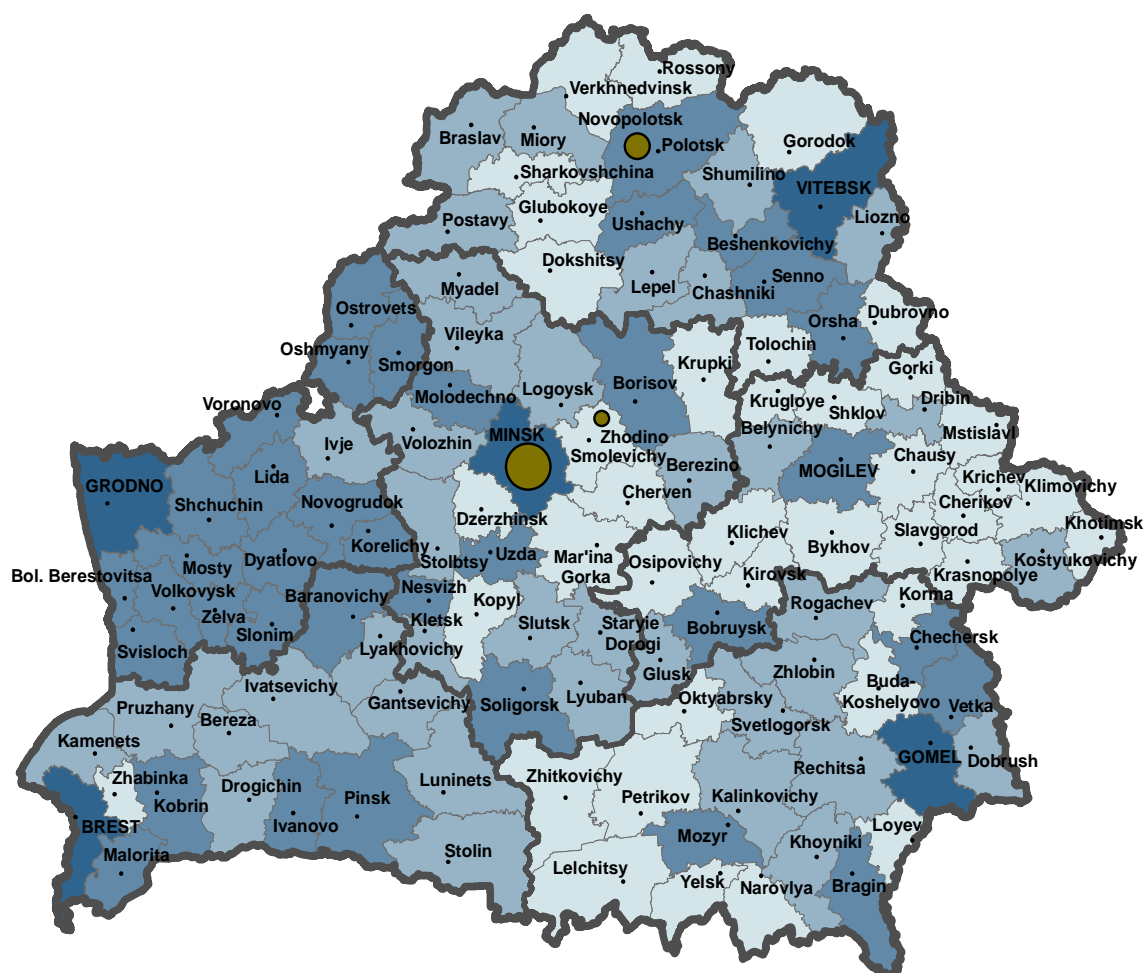 Rossony
Verkhnedvinsk
Novopolotsk
Braslav
Miory
Polotsk
Gorodok
Sharkovshchina
Shumilino
VITEBSK
Glubokoye
Postavy
Ushachy
Liozno
Beshenkovichy
Dokshitsy
Lepel
Chashniki
Senno
Myadel
Ostrovets
Dubrovno
Orsha
Vileyka
Tolochin
Oshmyany
Smorgon
Krupki
Gorki
Logoysk
Borisov
Molodechno
Voronovo
Krugloye
Shklov
Dribin
Ivje
Volozhin
MINSK
Zhodino
Belynichy
Mstislavl
Smolevichy
Lida
Berezino
MOGILEV
Chausy
Krichev
GRODNO
Shchuchin
Novogrudok
Cherven
Cherikov
Klimovichy
Dzerzhinsk
Klichev
Slavgorod
Khotimsk
Korelichy
Bykhov
Mosty
Dyatlovo
Stolbtsy
Uzda
Mar'ina
Gorka
Osipovichy
Kostyukovichy
Bol. Berestovitsa
Krasnopolye
Volkovysk
Baranovichy
Nesvizh
Kirovsk
Kopyl
Korma
Rogachev
Zelva
Kletsk
Slutsk
Staryie
Dorogi
Bobruysk
Slonim
Chechersk
Svisloch
Lyakhovichy
Glusk
Zhlobin
Buda-
Koshelyovo
Ivatsevichy
Gantsevichy
Soligorsk
Lyuban
Oktyabrsky
Pruzhany
Bereza
Svetlogorsk
Vetka
Kamenets
GOMEL
Dobrush
Rechitsa
Zhabinka
Luninets
Zhitkovichy
Drogichin
Pinsk
Petrikov
Kalinkovichy
Kobrin
BREST
Ivanovo
Loyev
Mozyr
Khoyniki
Malorita
Stolin
Lelchitsy
Yelsk
Narovlya
Bragin